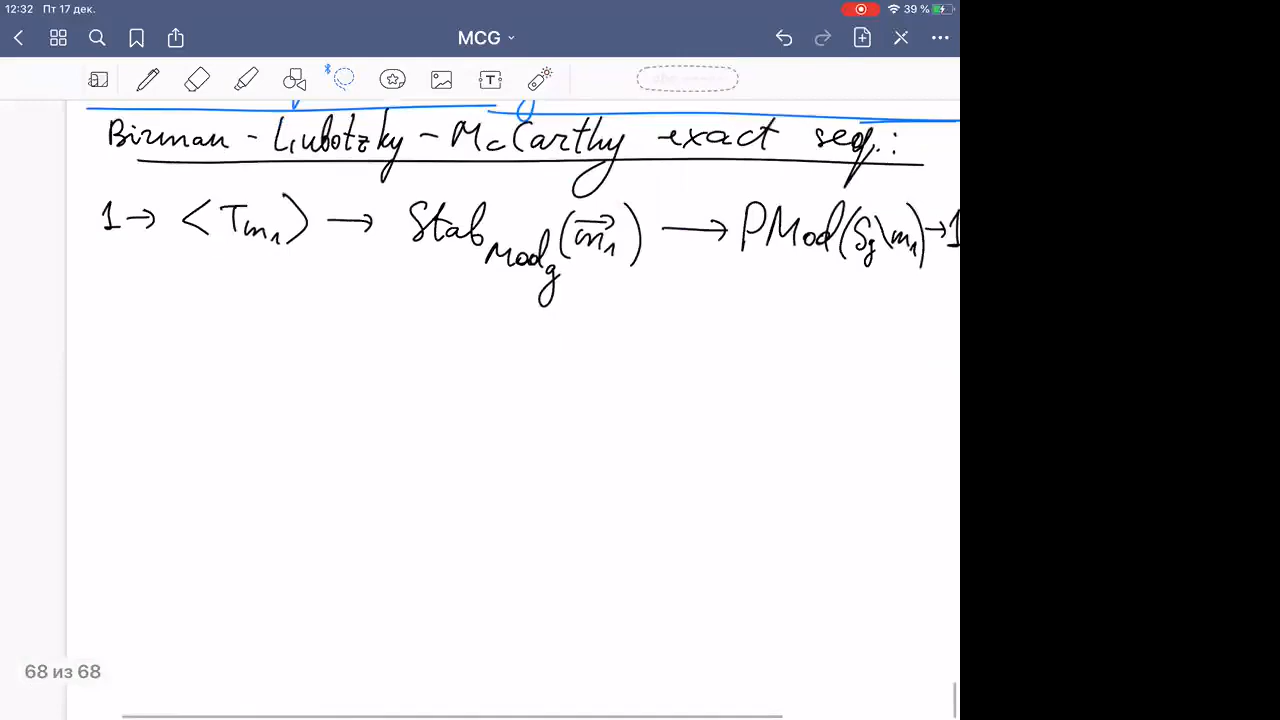 12:32 Пт 17 дек. 39 %
MCG
Birman - Lubotzky - McCarthy exact seq.:
1 → ⟨T_{m_1}⟩ → Stab_{Mod_g}(\vec{m_1}) → PMod(S_g\m_1) → 1
68 из 68